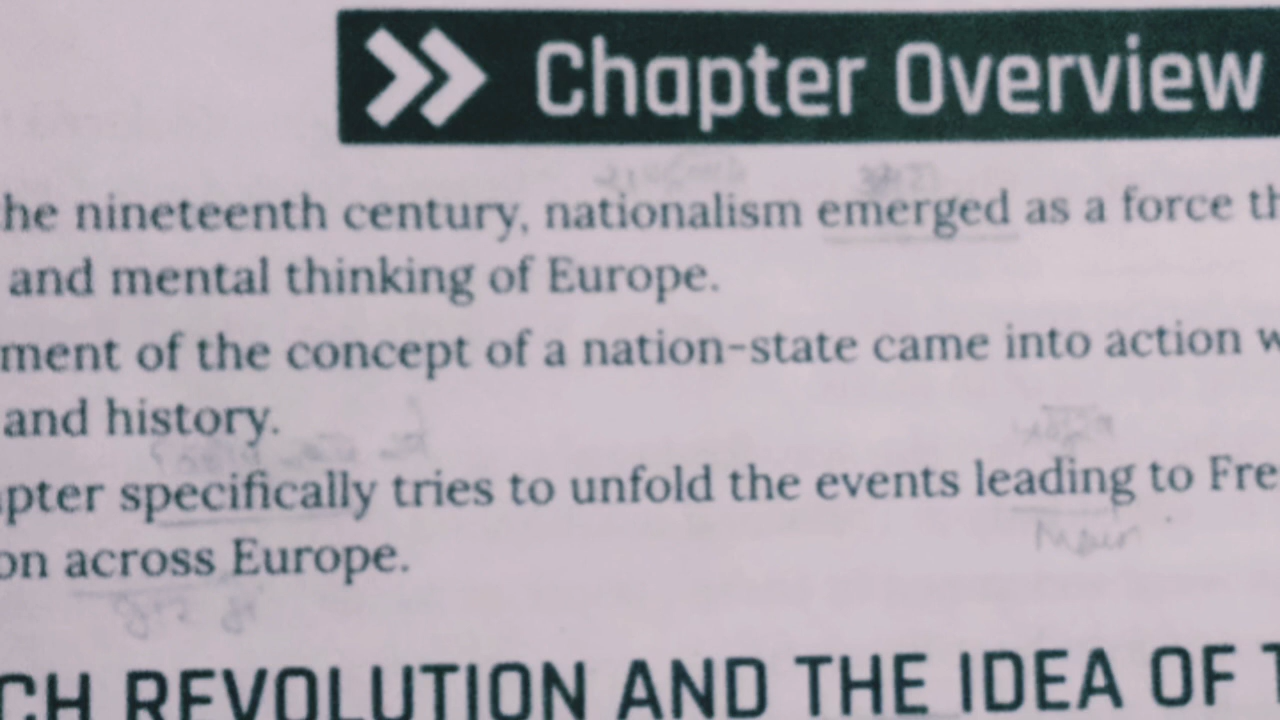 Chapter Overview
he nineteenth century, nationalism emerged as a force th
and mental thinking of Europe.
ment of the concept of a nation-state came into action w
and history.
pter specifically tries to unfold the events leading to Fre
Main
on across Europe.
CH REVOLUTION AND THE IDEA OF T